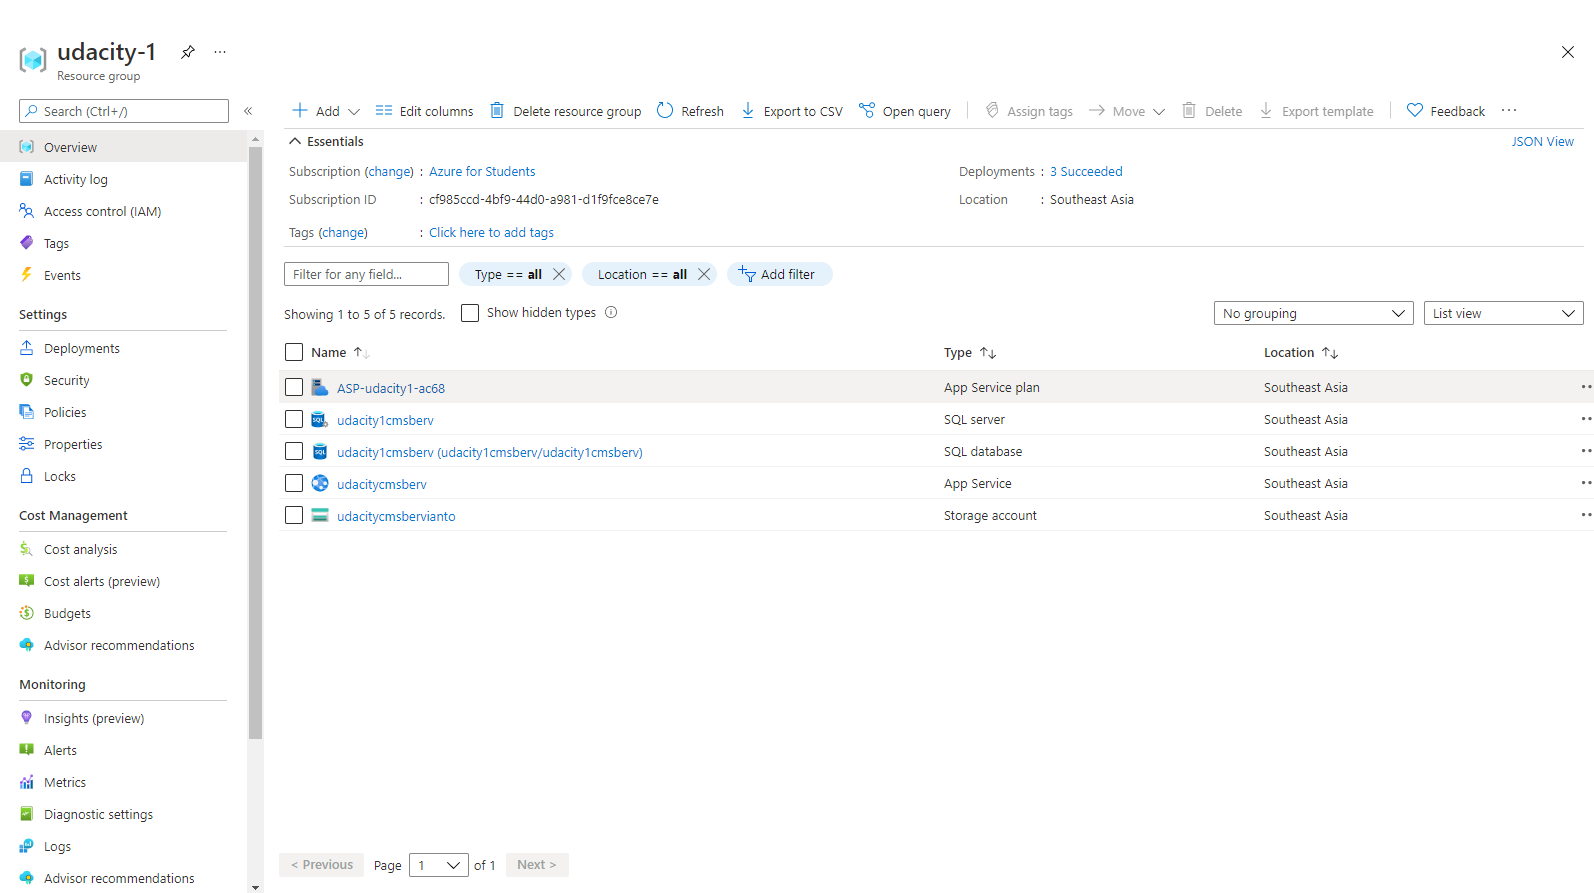 udacity-1
Resource group
Search (Ctrl+/)
Overview
Activity log
Access control (IAM)
Tags
Events
Settings
Deployments
Security
Policies
Properties
Locks
Cost Management
Cost analysis
Cost alerts (preview)
Budgets
Advisor recommendations
Monitoring
Insights (preview)
Alerts
Metrics
Diagnostic settings
Logs
Advisor recommendations
Add Edit columns Delete resource group Refresh Export to CSV Open query Assign tags Move Delete Export template Feedback
Essentials JSON View
Subscription (change) : Azure for Students Deployments : 3 Succeeded
Subscription ID : cf985ccd-4bf9-44d0-a981-d1f9fce8ce7e Location : Southeast Asia
Tags (change) : Click here to add tags
Filter for any field... Type == all Location == all Add filter
Showing 1 to 5 of 5 records. Show hidden types No grouping List view
Name Type Location
ASP-udacity1-ac68 App Service plan Southeast Asia
udacity1cmsberv SQL server Southeast Asia
udacity1cmsberv (udacity1cmsberv/udacity1cmsberv) SQL database Southeast Asia
udacitycmsberv App Service Southeast Asia
udacitycmsbervianto Storage account Southeast Asia
< Previous Page 1 of 1 Next >